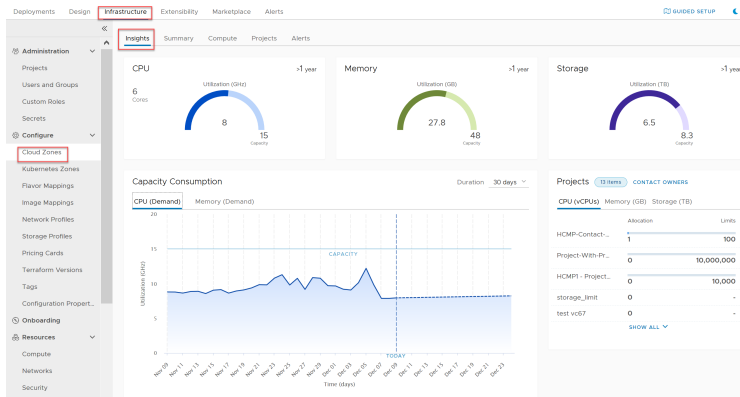 Deployments Design Infrastructure Extensibility Marketplace Alerts GUIDED SETUP
«
Administration
Projects
Users and Groups
Custom Roles
Secrets
Configure
Cloud Zones
Kubernetes Zones
Flavor Mappings
Image Mappings
Network Profiles
Storage Profiles
Pricing Cards
Terraform Versions
Tags
Configuration Propert...
Onboarding
Resources
Compute
Networks
Security
Insights Summary Compute Projects Alerts
CPU >1 year
Utilization (GHz)
6
Cores
8
15
Capacity
Memory >1 year
Utilization (GB)
27.8
48
Capacity
Storage >1 year
Utilization (TB)
6.5
8.3
Capacity
Capacity Consumption Duration 30 days
CPU (Demand) Memory (Demand)
Utilization (GHz)
20
15
10
5
0
CAPACITY
TODAY
Nov 09 Nov 11 Nov 13 Nov 15 Nov 17 Nov 19 Nov 21 Nov 23 Nov 25 Nov 27 Nov 29 Dec 01 Dec 03 Dec 05 Dec 07 Dec 09 Dec 11 Dec 13 Dec 15 Dec 17 Dec 19 Dec 21 Dec 23
Time (days)
Projects 13 items CONTACT OWNERS
CPU (vCPUs) Memory (GB) Storage (TB)
Allocation Limits
HCMP-Contact-... 1 100
Project-With-Pr... 0 10,000,000
HCMP1 - Project... 0 10,000
storage_limit 0 -
test vc67 0 -
SHOW ALL